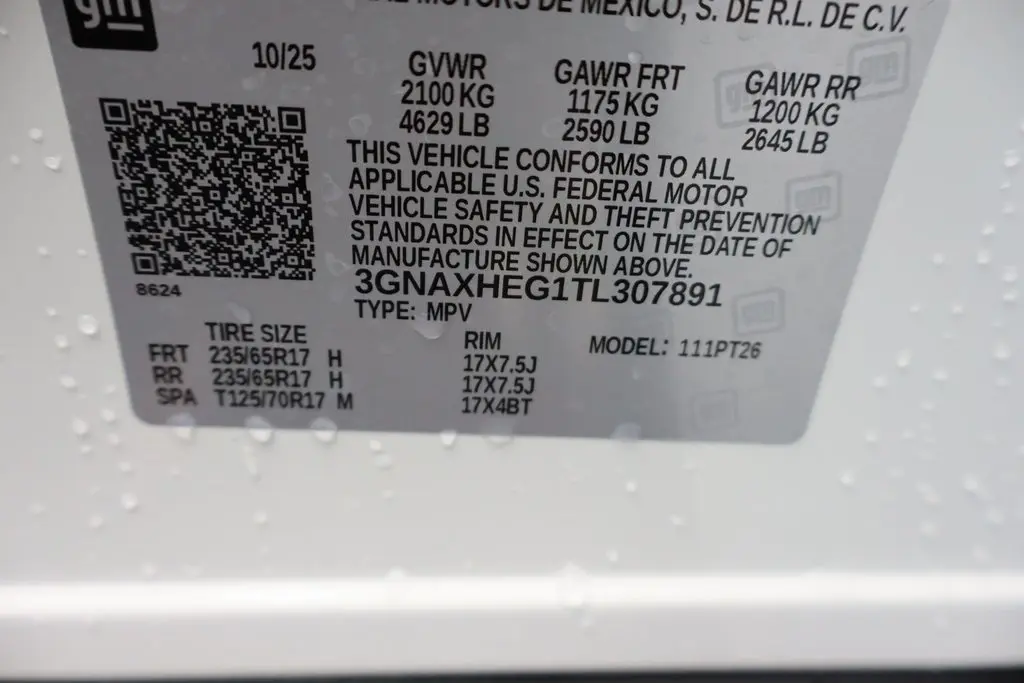 gm
MOTORS DE MEXICO, S. DE R.L. DE C.V.
10/25
GVWR
2100 KG
4629 LB
GAWR FRT
1175 KG
2590 LB
GAWR RR
1200 KG
2645 LB
THIS VEHICLE CONFORMS TO ALL
APPLICABLE U.S. FEDERAL MOTOR
VEHICLE SAFETY AND THEFT PREVENTION
STANDARDS IN EFFECT ON THE DATE OF
MANUFACTURE SHOWN ABOVE.
8624
3GNAXHEG1TL307891
TYPE: MPV
TIRE SIZE RIM MODEL: 111PT26
FRT 235/65R17 H 17X7.5J
RR 235/65R17 H 17X7.5J
SPA T125/70R17 M 17X4BT